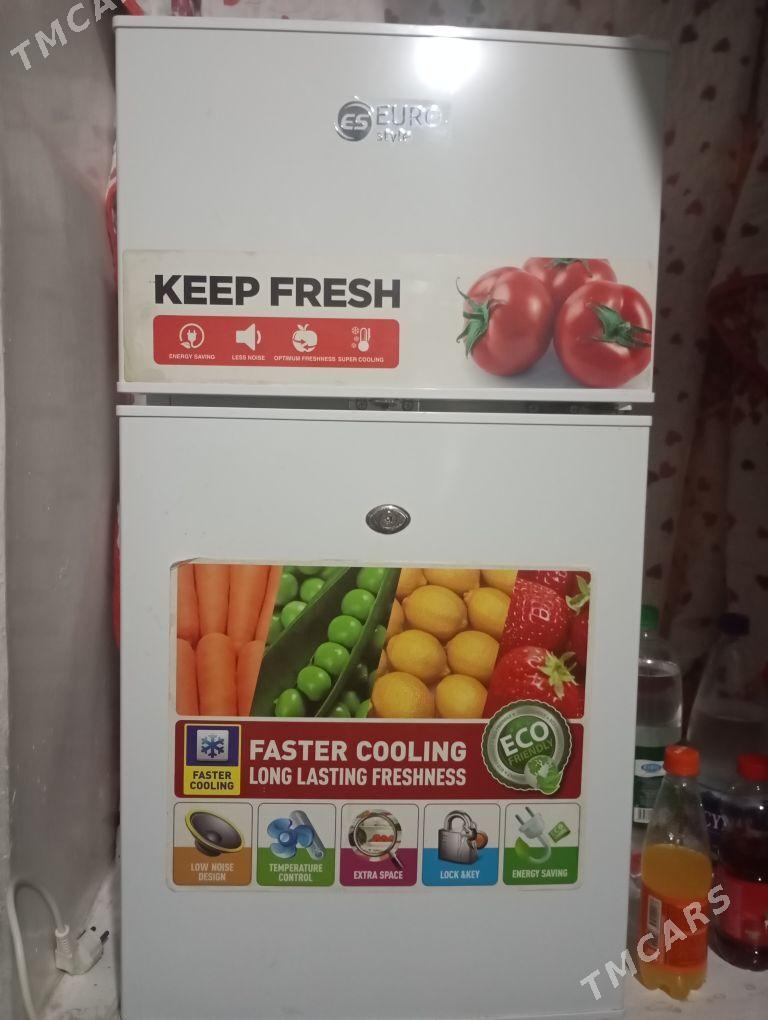 TMCARS
ES EURO
style
KEEP FRESH
ENERGY SAVING
LESS NOISE
OPTIMUM FRESHNESS
SUPER COOLING
FASTER
COOLING
FASTER COOLING
LONG LASTING FRESHNESS
ECO
FRIENDLY
LOW NOISE
DESIGN
TEMPERATURE
CONTROL
EXTRA SPACE
LOCK &KEY
ENERGY SAVING
TMCARS